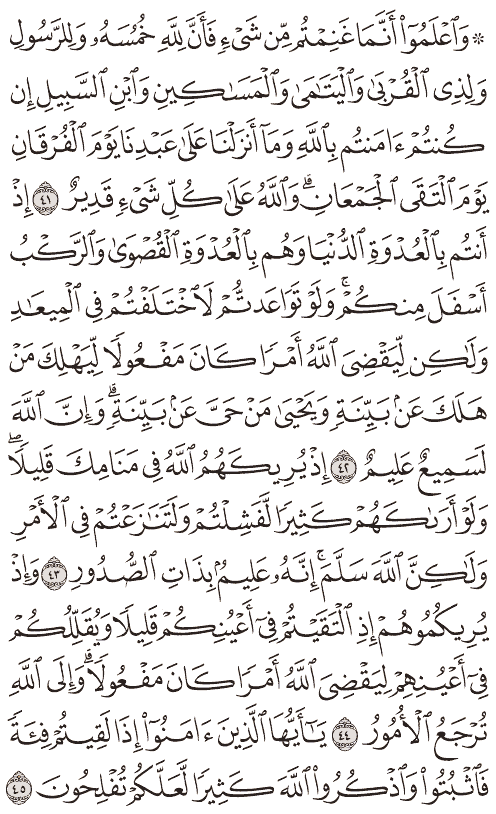 ۞ وَٱعْلَمُوٓا۟ أَنَّمَا غَنِمْتُم مِّن شَىْءٍ فَأَنَّ لِلَّهِ خُمُسَهُۥ وَلِلرَّسُولِ
وَلِذِى ٱلْقُرْبَىٰ وَٱلْيَتَـٰمَىٰ وَٱلْمَسَـٰكِينِ وَٱبْنِ ٱلسَّبِيلِ إِن
كُنتُمْ ءَامَنتُم بِٱللَّهِ وَمَآ أَنزَلْنَا عَلَىٰ عَبْدِنَا يَوْمَ ٱلْفُرْقَانِ
يَوْمَ ٱلْتَقَى ٱلْجَمْعَانِ ۗ وَٱللَّهُ عَلَىٰ كُلِّ شَىْءٍ قَدِيرٌ ٤١ إِذْ
أَنتُم بِٱلْعُدْوَةِ ٱلدُّنْيَا وَهُم بِٱلْعُدْوَةِ ٱلْقُصْوَىٰ وَٱلرَّكْبُ
أَسْفَلَ مِنكُمْ ۚ وَلَوْ تَوَاعَدتُّمْ لَٱخْتَلَفْتُمْ فِى ٱلْمِيعَـٰدِ ۙ
وَلَـٰكِن لِّيَقْضِىَ ٱللَّهُ أَمْرًا كَانَ مَفْعُولًا لِّيَهْلِكَ مَنْ
هَلَكَ عَنۢ بَيِّنَةٍ وَيَحْيَىٰ مَنْ حَىَّ عَنۢ بَيِّنَةٍ ۗ وَإِنَّ ٱللَّهَ
لَسَمِيعٌ عَلِيمٌ ٤٢ إِذْ يُرِيكَهُمُ ٱللَّهُ فِى مَنَامِكَ قَلِيلًا ۖ
وَلَوْ أَرَىٰكَهُمْ كَثِيرًا لَّفَشِلْتُمْ وَلَتَنَـٰزَعْتُمْ فِى ٱلْأَمْرِ
وَلَـٰكِنَّ ٱللَّهَ سَلَّمَ ۗ إِنَّهُۥ عَلِيمٌۢ بِذَاتِ ٱلصُّدُورِ ٤٣ وَإِذْ
يُرِيكُمُوهُمْ إِذِ ٱلْتَقَيْتُمْ فِىٓ أَعْيُنِكُمْ قَلِيلًا وَيُقَلِّلُكُمْ
فِىٓ أَعْيُنِهِمْ لِيَقْضِىَ ٱللَّهُ أَمْرًا كَانَ مَفْعُولًا ۗ وَإِلَى ٱللَّهِ
تُرْجَعُ ٱلْأُمُورُ ٤٤ يَـٰٓأَيُّهَا ٱلَّذِينَ ءَامَنُوٓا۟ إِذَا لَقِيتُمْ فِئَةً
فَٱثْبُتُوا۟ وَٱذْكُرُوا۟ ٱللَّهَ كَثِيرًا لَّعَلَّكُمْ تُفْلِحُونَ ٤٥